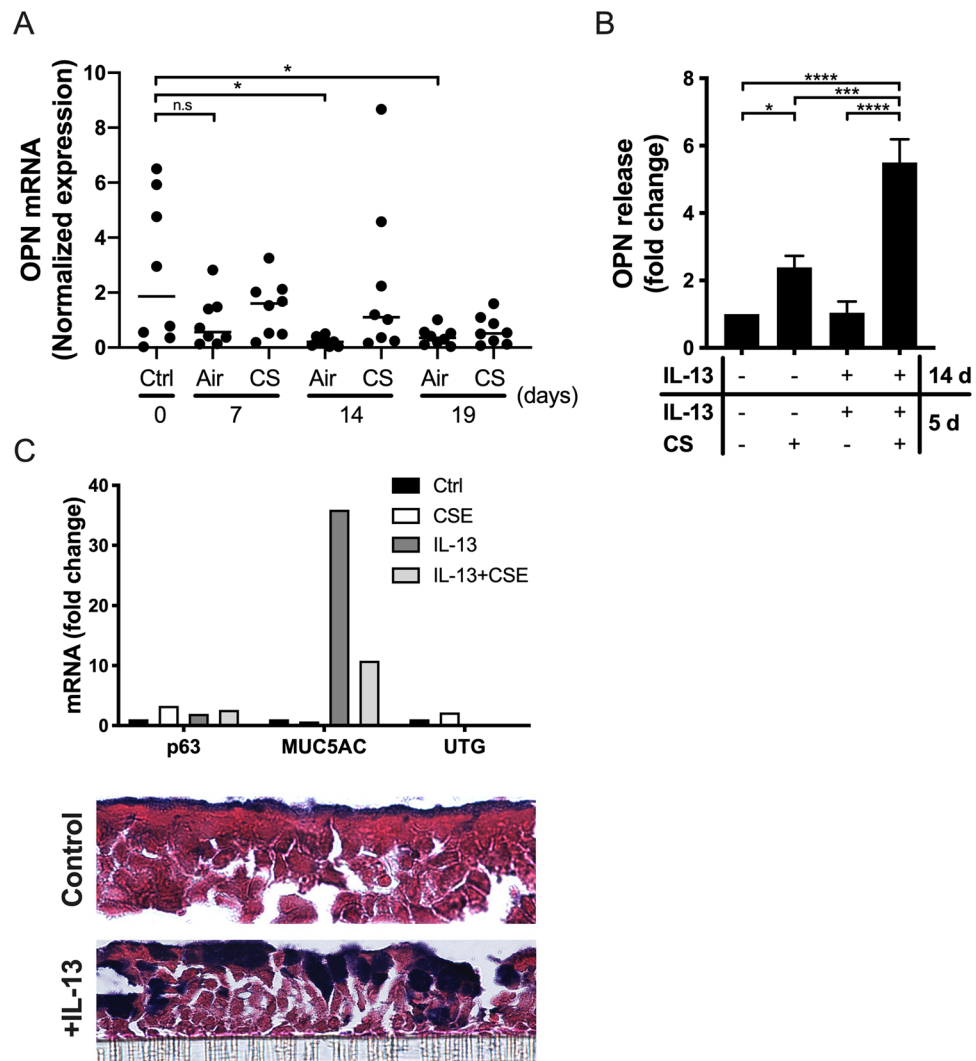 A
OPN mRNA
(Normalized expression)
10
8
6
4
2
0
*
*
n.s
Ctrl Air CS Air CS Air CS
0 7 14 19 (days)
B
OPN release
(fold change)
8
6
4
2
0
****
***
* ****
IL-13 - - + + 14 d
IL-13 - - + + 5 d
CS - + - +
C
mRNA (fold change)
40
30
20
10
0
Ctrl
CSE
IL-13
IL-13+CSE
p63 MUC5AC UTG
Control
+IL-13